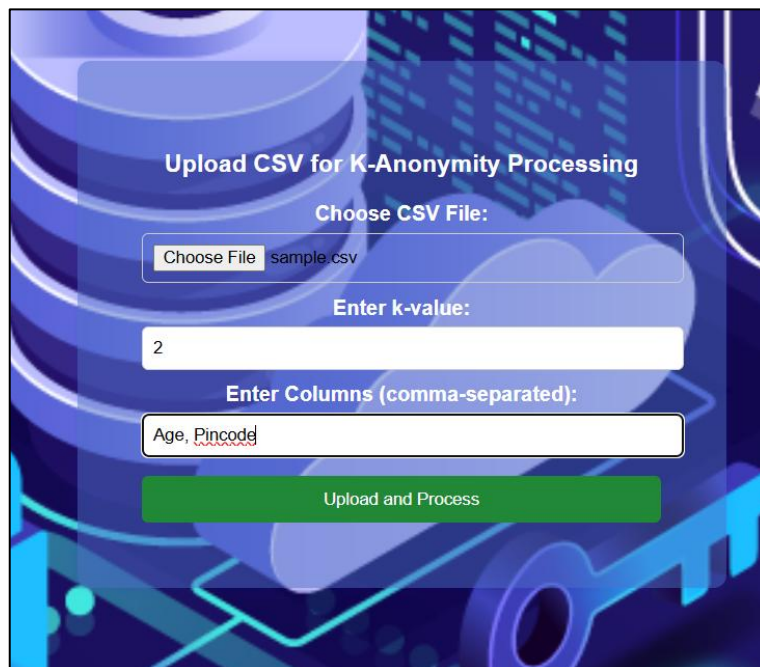 Upload CSV for K-Anonymity Processing
Choose CSV File:
Choose File sample.csv
Enter k-value:
2
Enter Columns (comma-separated):
Age, Pincode
Upload and Process